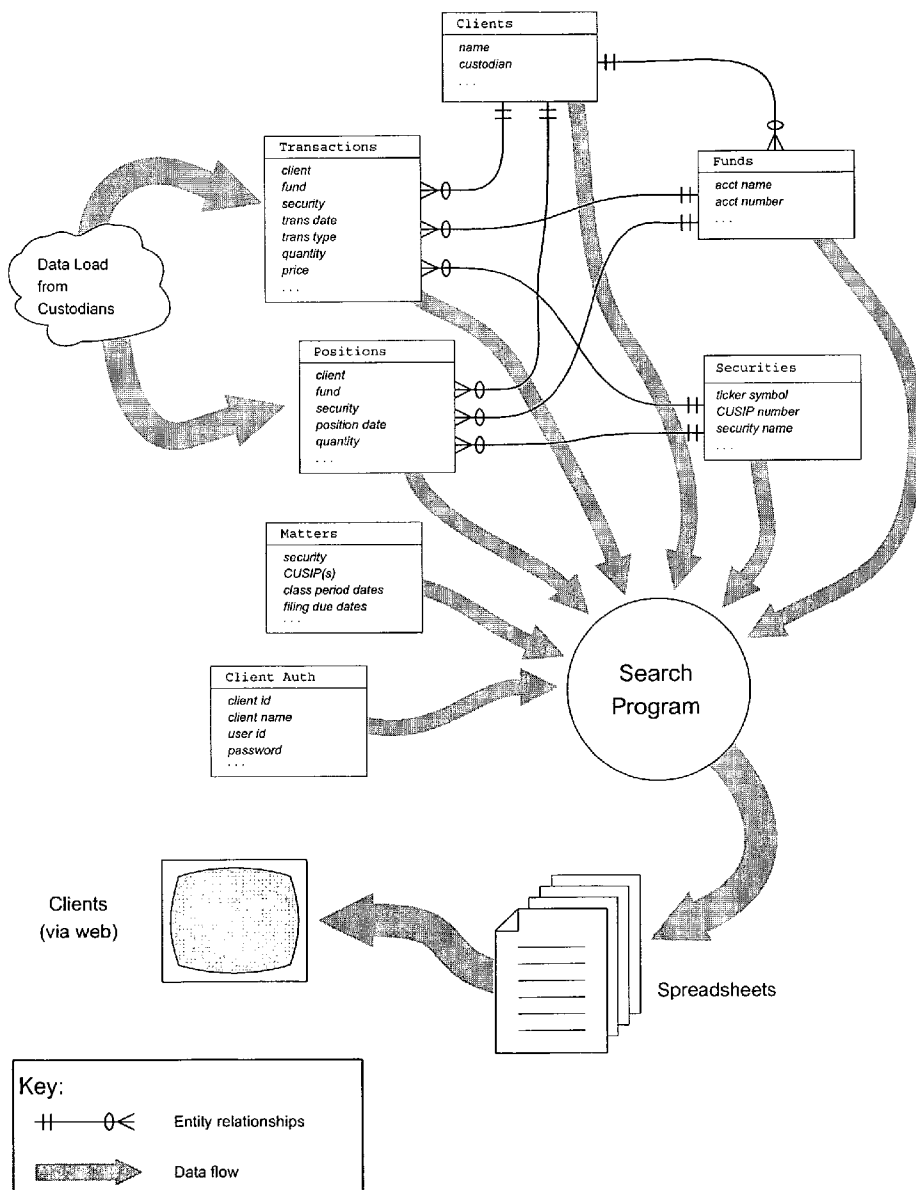 Clients
name
custodian
. . .
Transactions
client
fund
security
trans date
trans type
quantity
price
. . .
Funds
acct name
acct number
. . .
Data Load
from
Custodians
Positions
client
fund
security
position date
quantity
. . .
Securities
ticker symbol
CUSIP number
security name
. . .
Matters
security
CUSIP(s)
class period dates
filing due dates
. . .
Client Auth
client id
client name
user id
password
. . .
Search
Program
Clients
(via web)
Spreadsheets
Key:
Entity relationships
Data flow